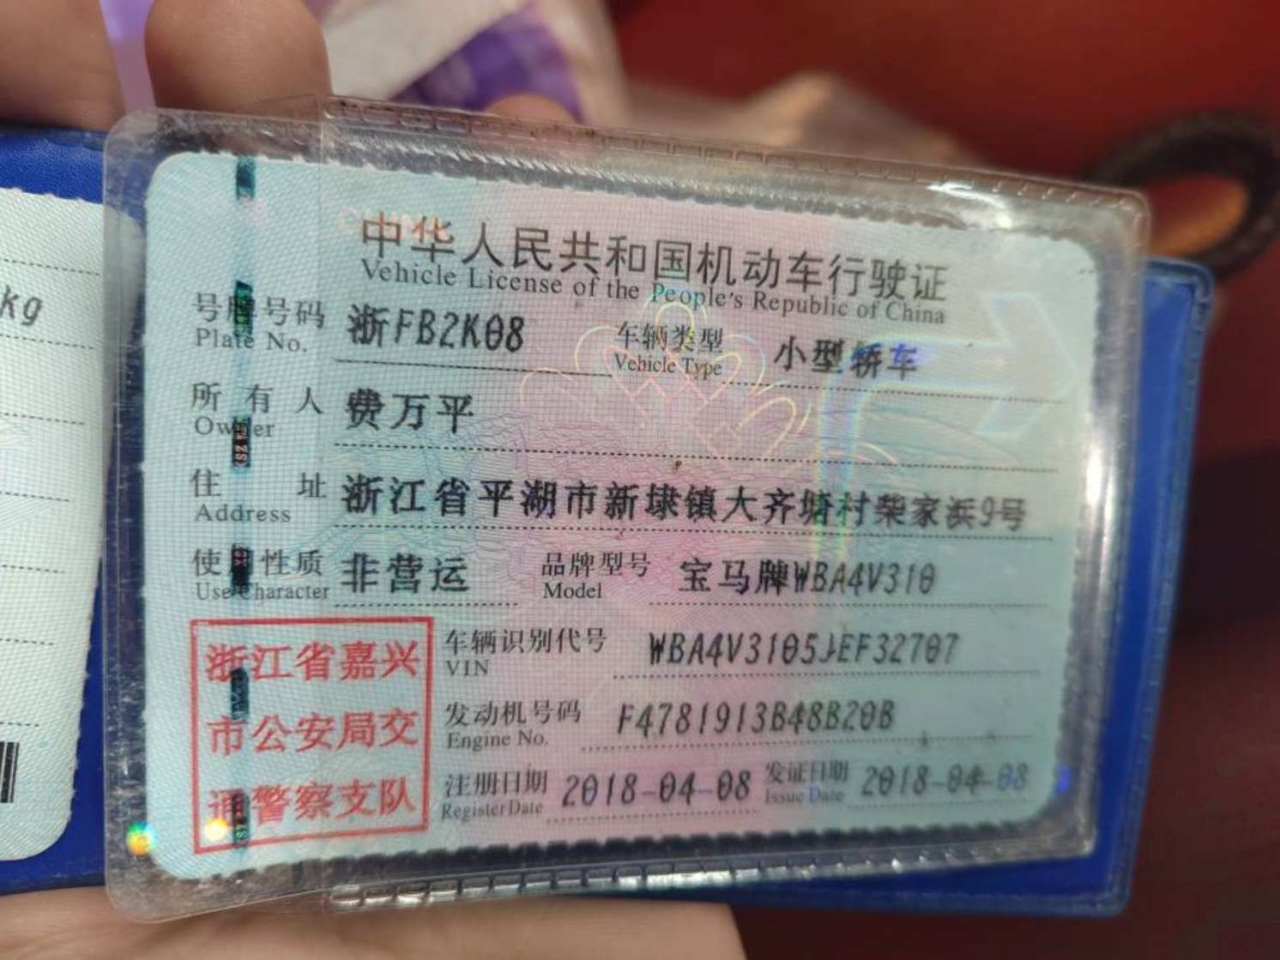 kg
中华人民共和国机动车行驶证
Vehicle License of the People's Republic of China
号牌号码 浙FB2K08 车辆类型 小型轿车
Plate No. Vehicle Type
所有人 费万平
Owner
住址 浙江省平湖市新埭镇大齐塘村柴家浜9号
Address
使用性质 非营运 品牌型号 宝马牌WBA4V310
Use Character Model
浙江省嘉兴
市公安局交
通警察支队
车辆识别代号 WBA4V3105JEF32707
VIN
发动机号码 F4781913B48B20B
Engine No.
注册日期 2018-04-08 发证日期 2018-04-08
Register Date Issue Date